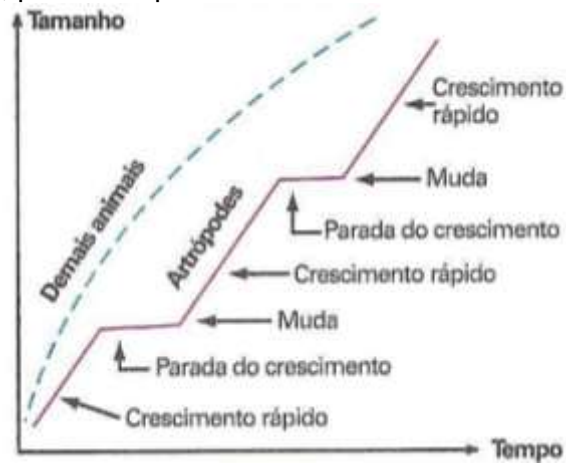 Tamanho
Crescimento
rápido
Muda
Parada do crescimento
Crescimento rápido
Muda
Parada do crescimento
Crescimento rápido
Demais animais
Artrópodes
Tempo